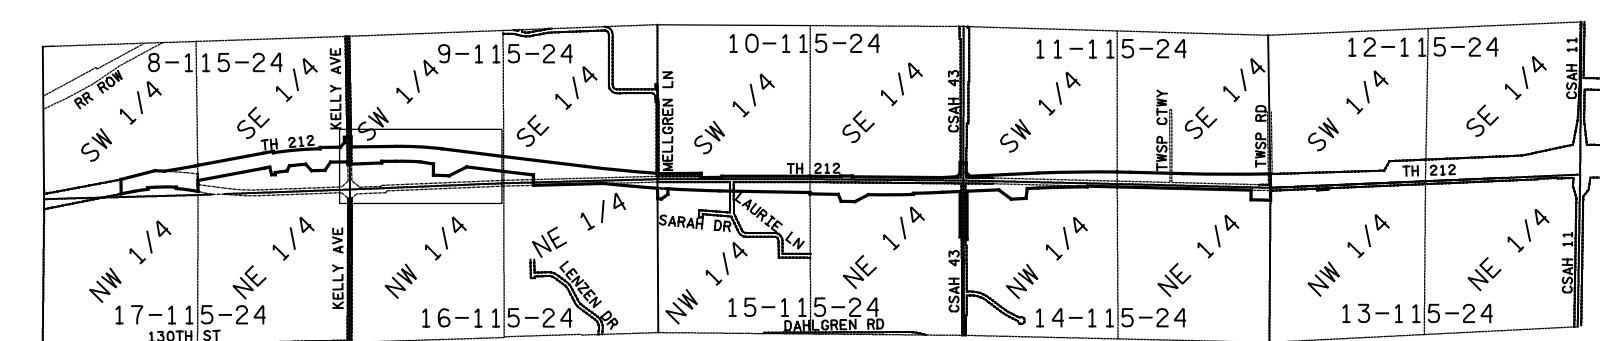 8-115-24
9-115-24
10-115-24
11-115-24
12-115-24
RR ROW
SW 1/4
SE 1/4
KELLY AVE
SW 1/4
SE 1/4
MELLGREN LN
SW 1/4
SE 1/4
CSAH 43
SW 1/4
TWSP CTWY
SE 1/4
TWSP RD
SW 1/4
SE 1/4
CSAH 11
TH 212
TH 212
TH 212
NW 1/4
NE 1/4
KELLY AVE
NW 1/4
NE 1/4
LENZEN DR
SARAH DR
LAURIE LN
NW 1/4
NE 1/4
CSAH 43
NW 1/4
NE 1/4
NW 1/4
NE 1/4
CSAH 11
17-115-24
16-115-24
15-115-24
14-115-24
13-115-24
130TH ST
DAHLGREN RD